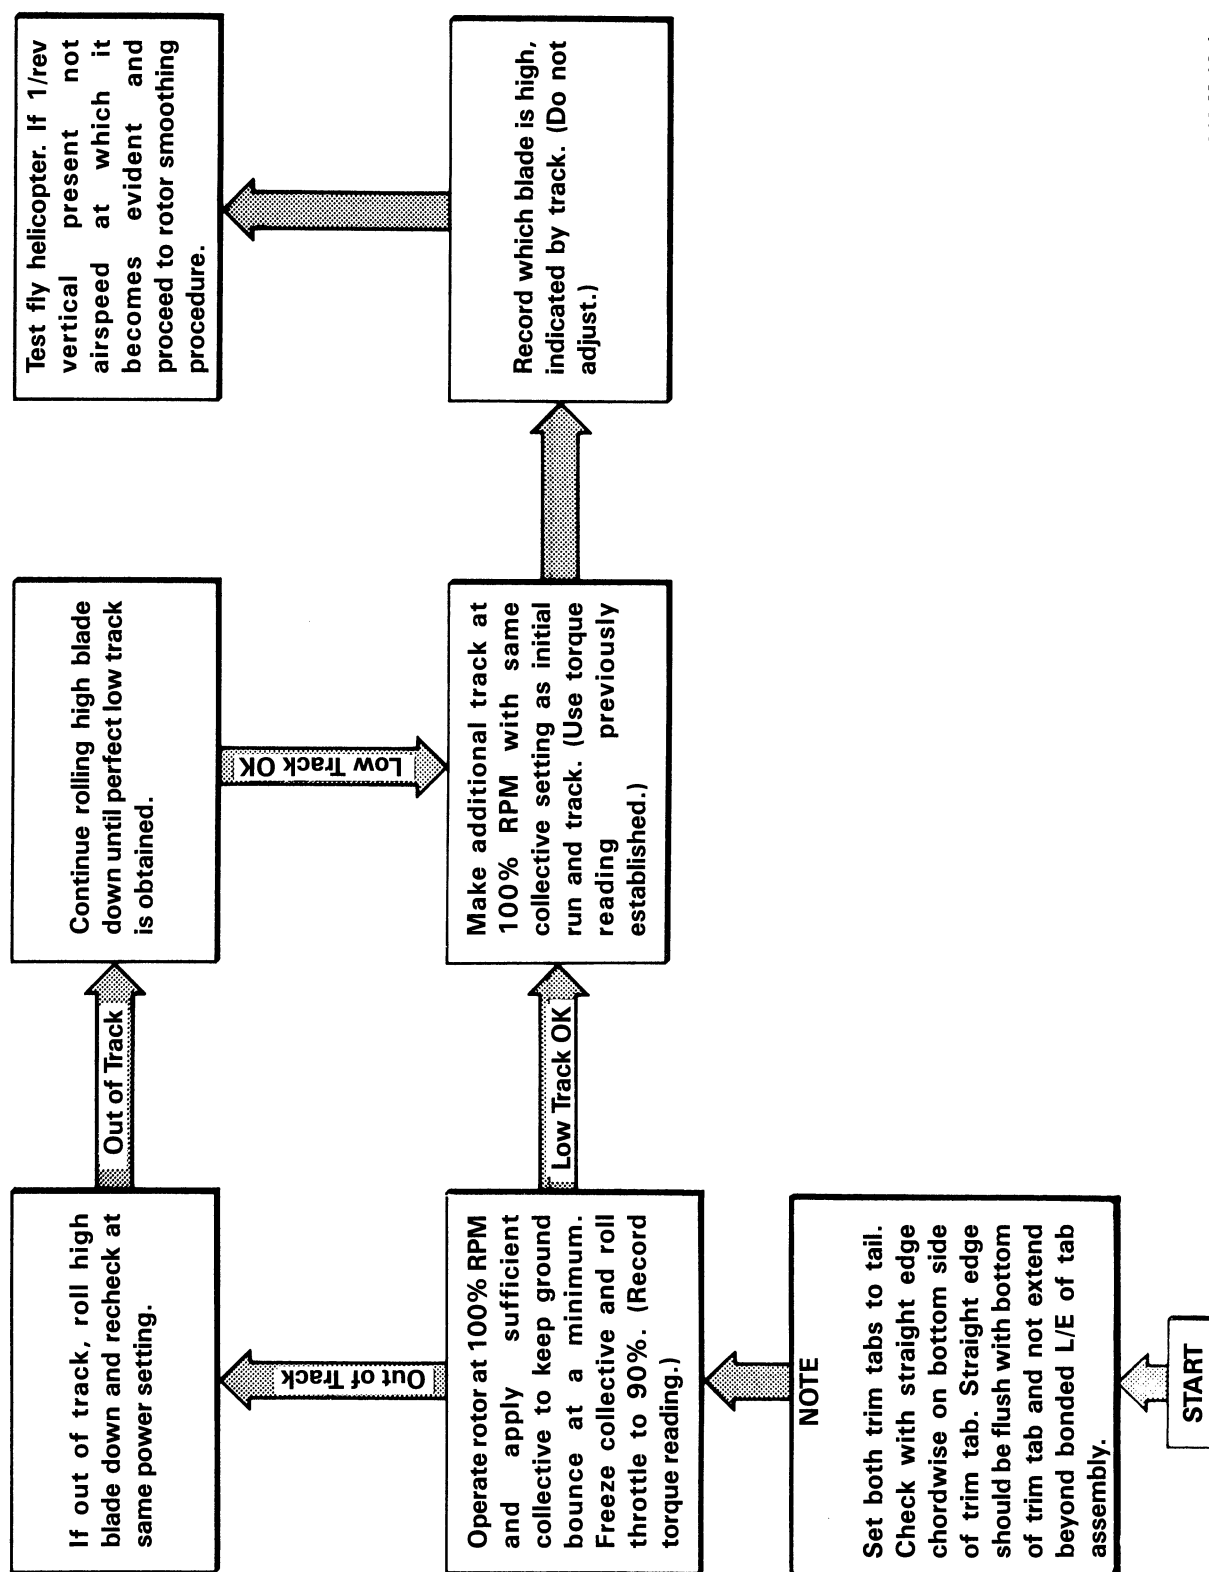 START
NOTE
Set both trim tabs to tail.
Check with straight edge
chordwise on bottom side
of trim tab. Straight edge
should be flush with bottom
of trim tab and not extend
beyond bonded L/E of tab
assembly.
Operate rotor at 100% RPM
and apply sufficient
collective to keep ground
bounce at a minimum.
Freeze collective and roll
throttle to 90%. (Record
torque reading.)
Out of Track
If out of track, roll high
blade down and recheck at
same power setting.
Out of Track
Continue rolling high blade
down until perfect low track
is obtained.
Low Track OK
Low Track OK
Make additional track at
100% RPM with same
collective setting as initial
run and track. (Use torque
reading previously
established.)
Record which blade is high,
indicated by track. (Do not
adjust.)
Test fly helicopter. If 1/rev
vertical present not
airspeed at which it
becomes evident and
proceed to rotor smoothing
procedure.